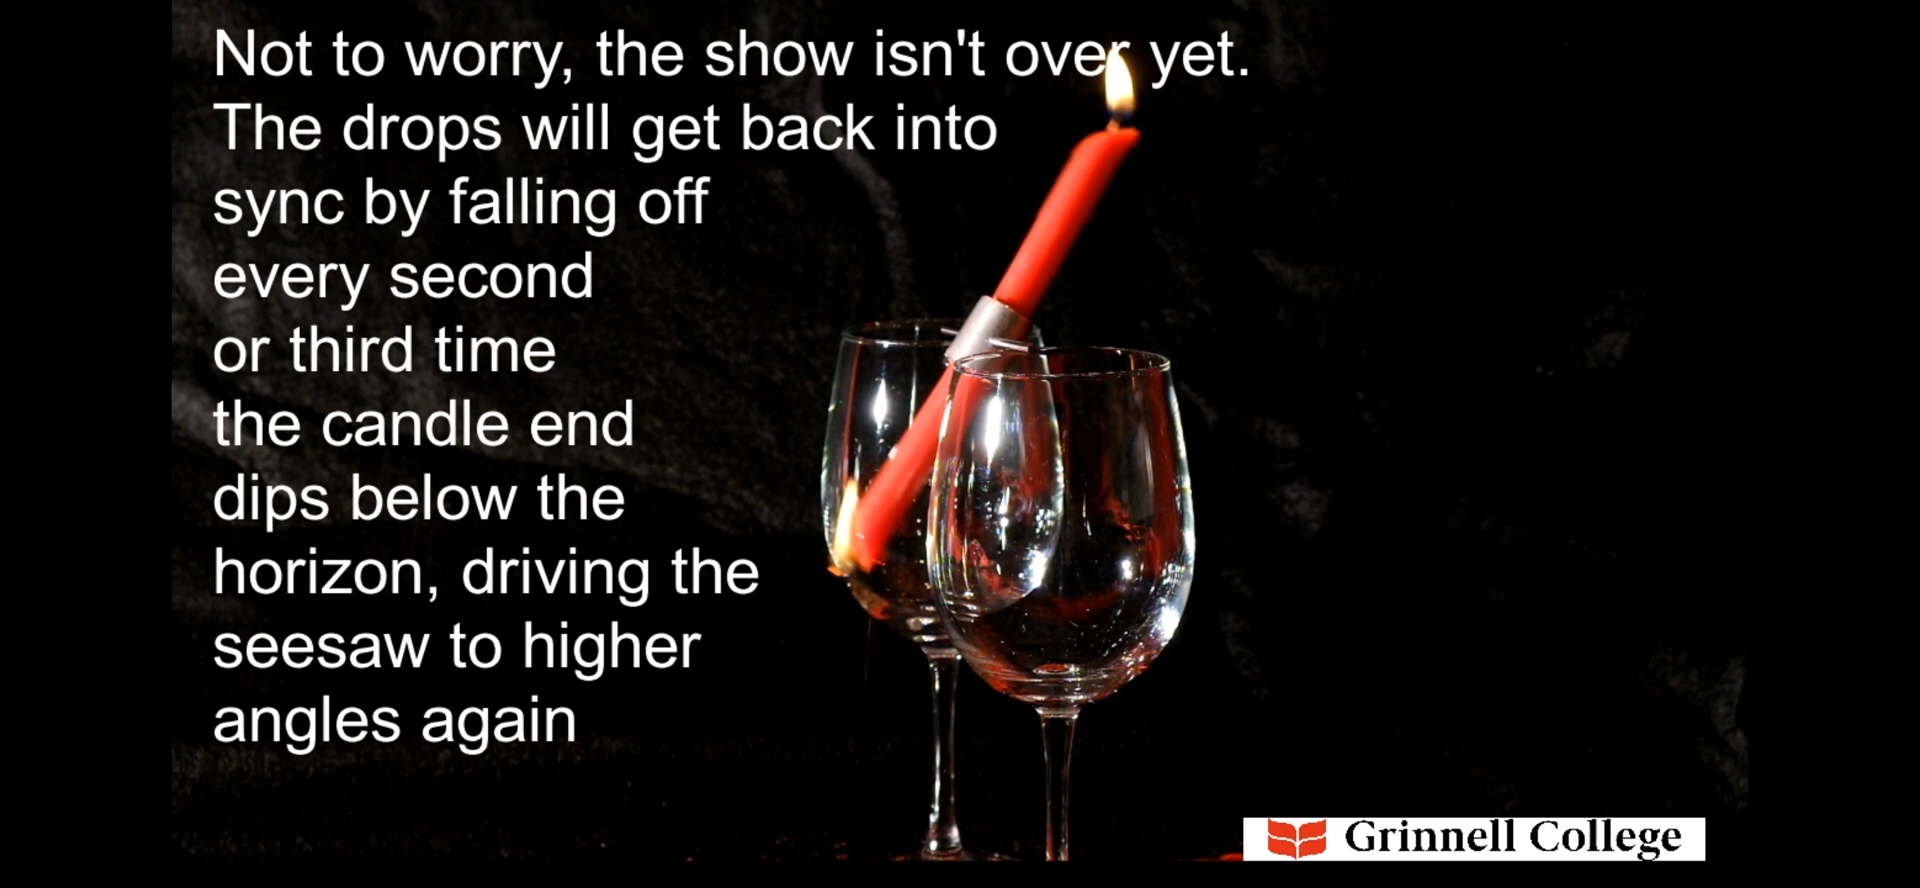 Not to worry, the show isn't over yet.
The drops will get back into
sync by falling off
every second
or third time
the candle end
dips below the
horizon, driving the
seesaw to higher
angles again
Grinnell College